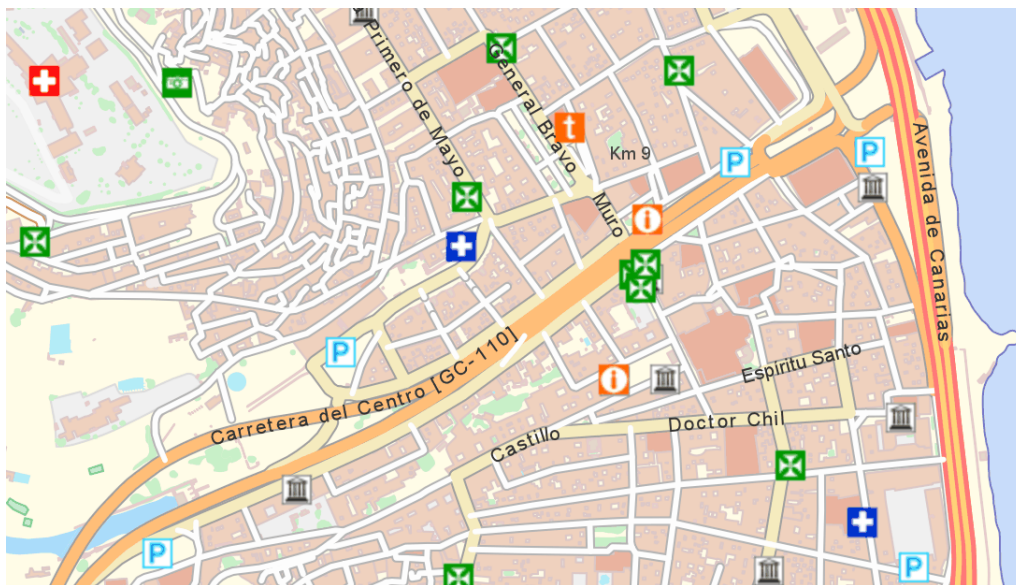 Primero de Mayo
General Bravo
t
Km 9
P
P
Muro
i
Avenida de Canarias
P
Carretera del Centro [GC-110]
i
Espíritu Santo
Doctor Chil
Castillo
P
P